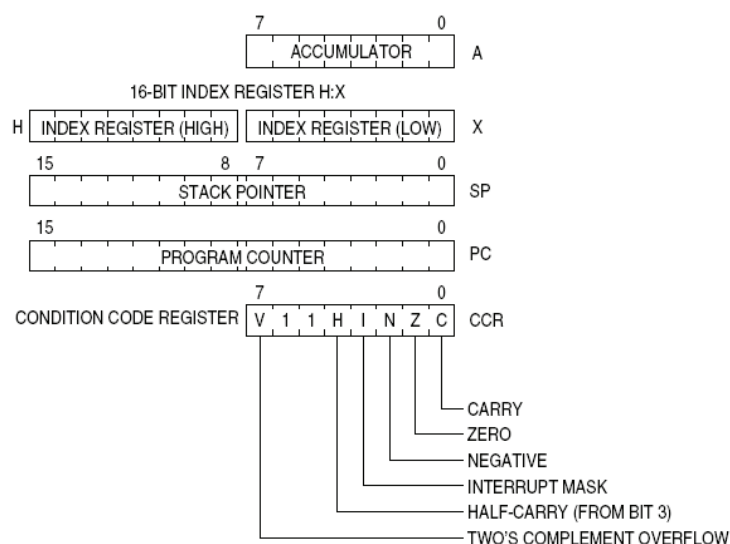 7 0
ACCUMULATOR A
16-BIT INDEX REGISTER H:X
H INDEX REGISTER (HIGH) INDEX REGISTER (LOW) X
15 8 7 0
STACK POINTER SP
15 0
PROGRAM COUNTER PC
7 0
CONDITION CODE REGISTER V 1 1 H I N Z C CCR
CARRY
ZERO
NEGATIVE
INTERRUPT MASK
HALF-CARRY (FROM BIT 3)
TWO'S COMPLEMENT OVERFLOW